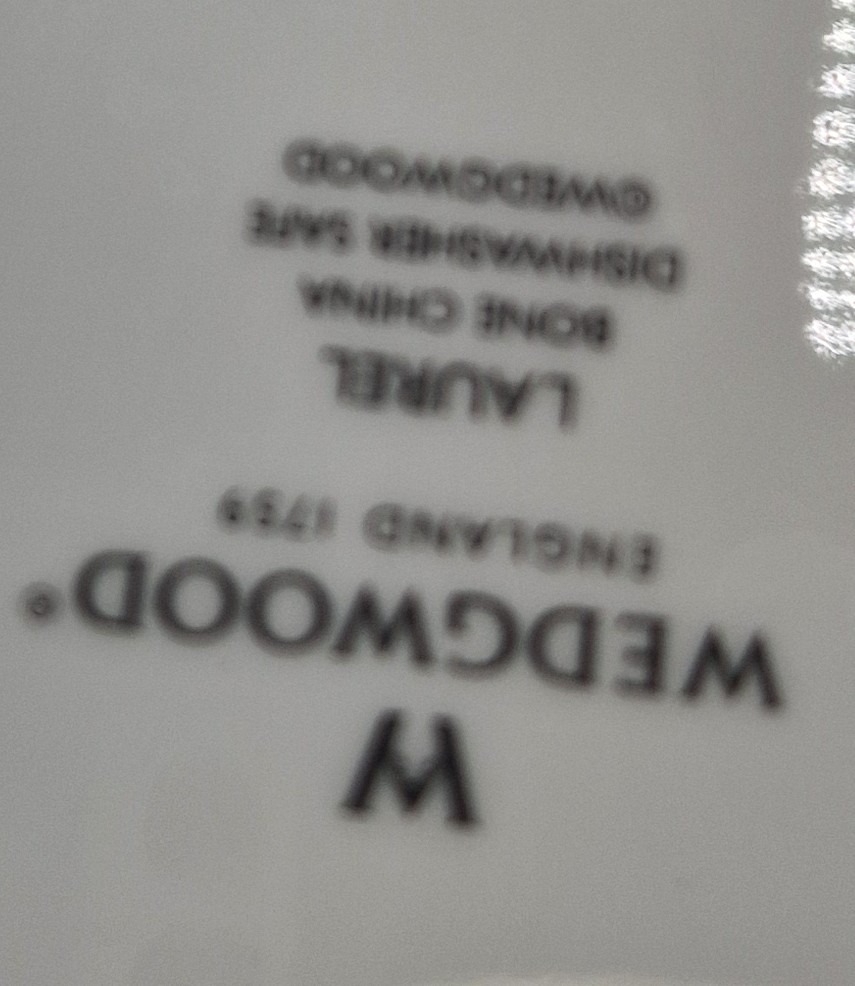 W
WEDGWOOD®
ENGLAND 1759
LAUREL
BONE CHINA
DISHWASHER SAFE
©WEDGWOOD